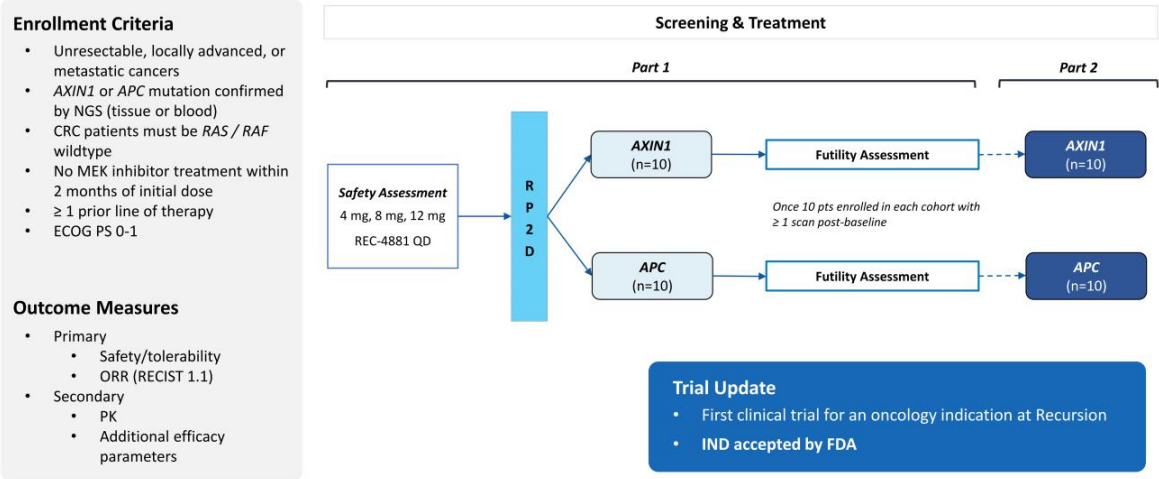 Enrollment Criteria
• Unresectable, locally advanced, or
metastatic cancers
• AXIN1 or APC mutation confirmed
by NGS (tissue or blood)
• CRC patients must be RAS / RAF
wildtype
• No MEK inhibitor treatment within
2 months of initial dose
• ≥ 1 prior line of therapy
• ECOG PS 0-1
Outcome Measures
• Primary
• Safety/tolerability
• ORR (RECIST 1.1)
• Secondary
• PK
• Additional efficacy
parameters
Screening & Treatment
Part 1
Part 2
Safety Assessment
4 mg, 8 mg, 12 mg
REC-4881 QD
R
P
2
D
AXIN1
(n=10)
Futility Assessment
AXIN1
(n=10)
Once 10 pts enrolled in each cohort with
≥ 1 scan post-baseline
APC
(n=10)
Futility Assessment
APC
(n=10)
Trial Update
• First clinical trial for an oncology indication at Recursion
• IND accepted by FDA